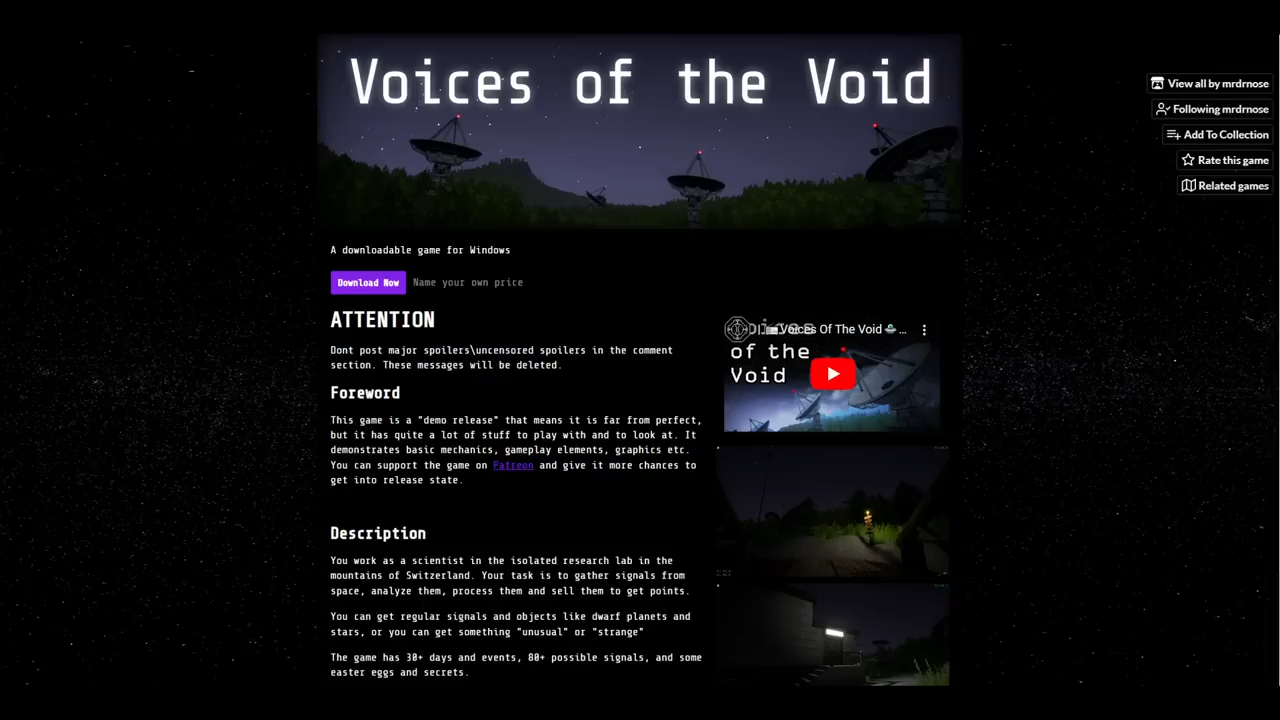 Voices of the Void
View all by mrdrnose
Following mrdrnose
Add To Collection
Rate this game
Related games
A downloadable game for Windows
Download Now Name your own price
ATTENTION
Dont post major spoilers\uncensored spoilers in the comment
section. These messages will be deleted.
Foreword
This game is a "demo release" that means it is far from perfect,
but it has quite a lot of stuff to play with and to look at. It
demonstrates basic mechanics, gameplay elements, graphics etc.
You can support the game on Patreon and give it more chances to
get into release state.
Description
You work as a scientist in the isolated research lab in the
mountains of Switzerland. Your task is to gather signals from
space, analyze them, process them and sell them to get points.
You can get regular signals and objects like dwarf planets and
stars, or you can get something "unusual" or "strange"
The game has 30+ days and events, 80+ possible signals, and some
easter eggs and secrets.
Voices Of The Void 🛸 ...
of the
Void